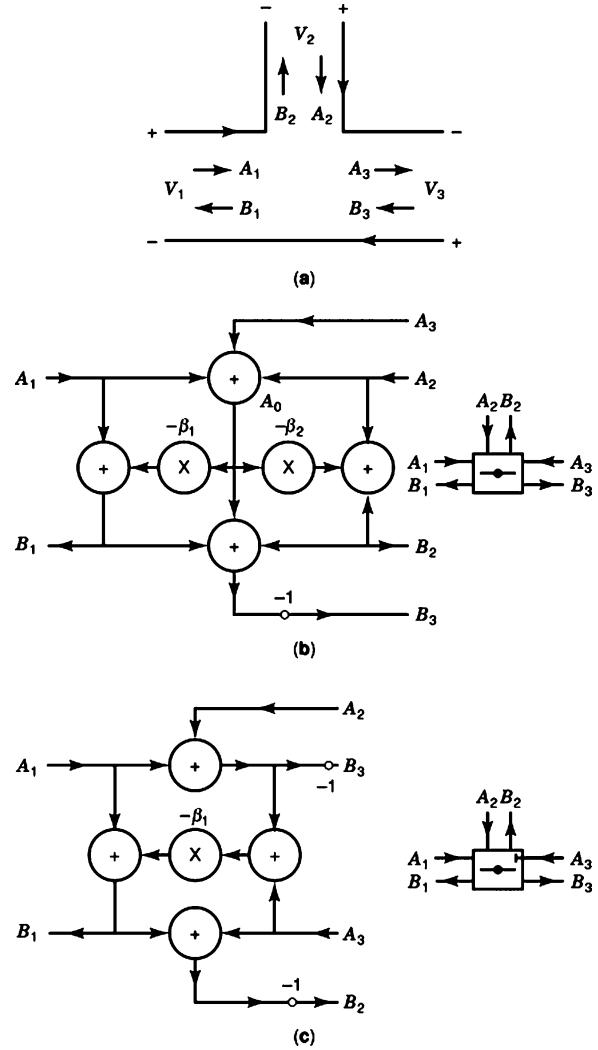 − +
V2
B2 A2
+ −
A1 A3
V1 V3
B1 B3
− +
(a)
A3
A1 + A2
A0
−β1 −β2
+ X X +
B1 + B2
−1
B3
A2 B2
A1 A3
B1 B3
(b)
A2
A1 + B3
−1
−β1
+ X +
B1 + A3
−1
B2
A2 B2
A1 A3
B1 B3
(c)